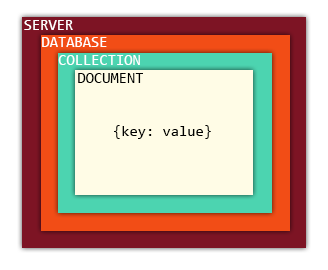 SERVER
DATABASE
COLLECTION
DOCUMENT
{key: value}